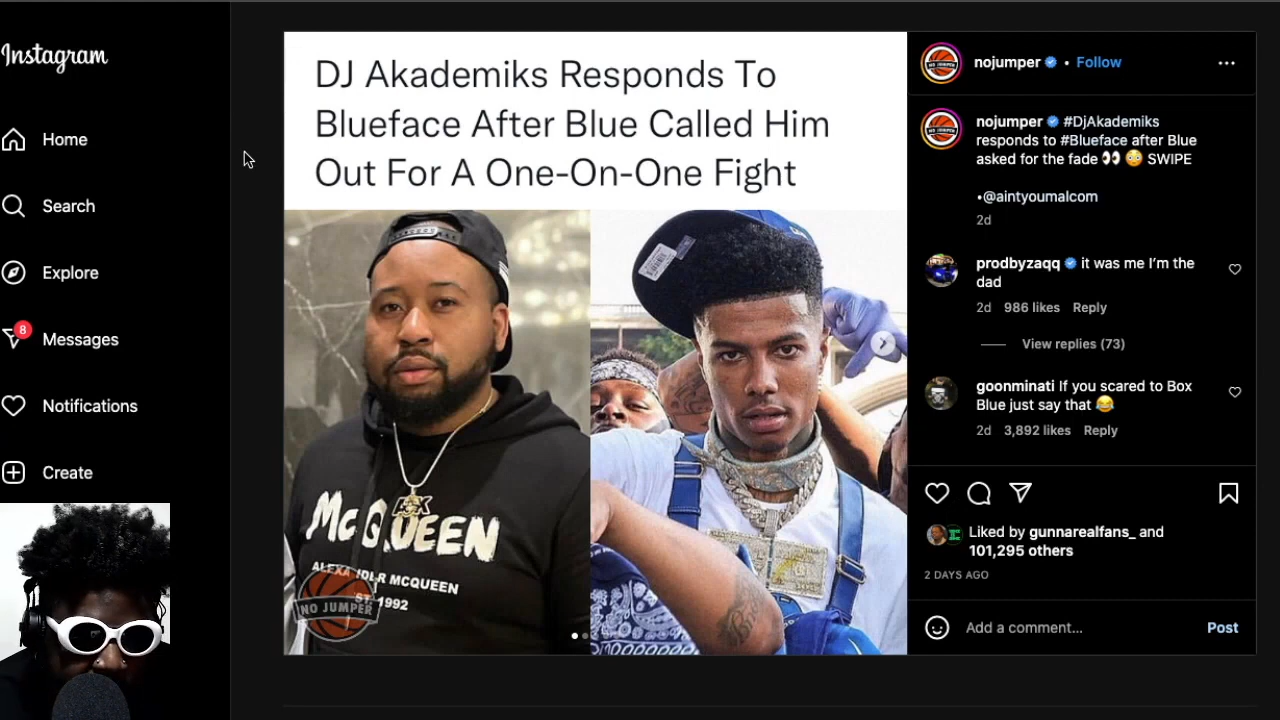 Instagram
Home
Search
Explore
8
Messages
Notifications
Create
DJ Akademiks Responds To
Blueface After Blue Called Him
Out For A One-On-One Fight
McQUEEN
ALEXANDER MCQUEEN
EST. 1992
NO JUMPER
nojumper • Follow
nojumper #DjAkademiks
responds to #Blueface after Blue
asked for the fade 👀 😳 SWIPE
•@aintyoumalcom
2d
prodbyzaqq it was me I’m the
dad
2d 986 likes Reply
View replies (73)
goonminati If you scared to Box
Blue just say that 😂
2d 3,892 likes Reply
Liked by gunnarealfans_ and
101,295 others
2 DAYS AGO
Add a comment...
Post